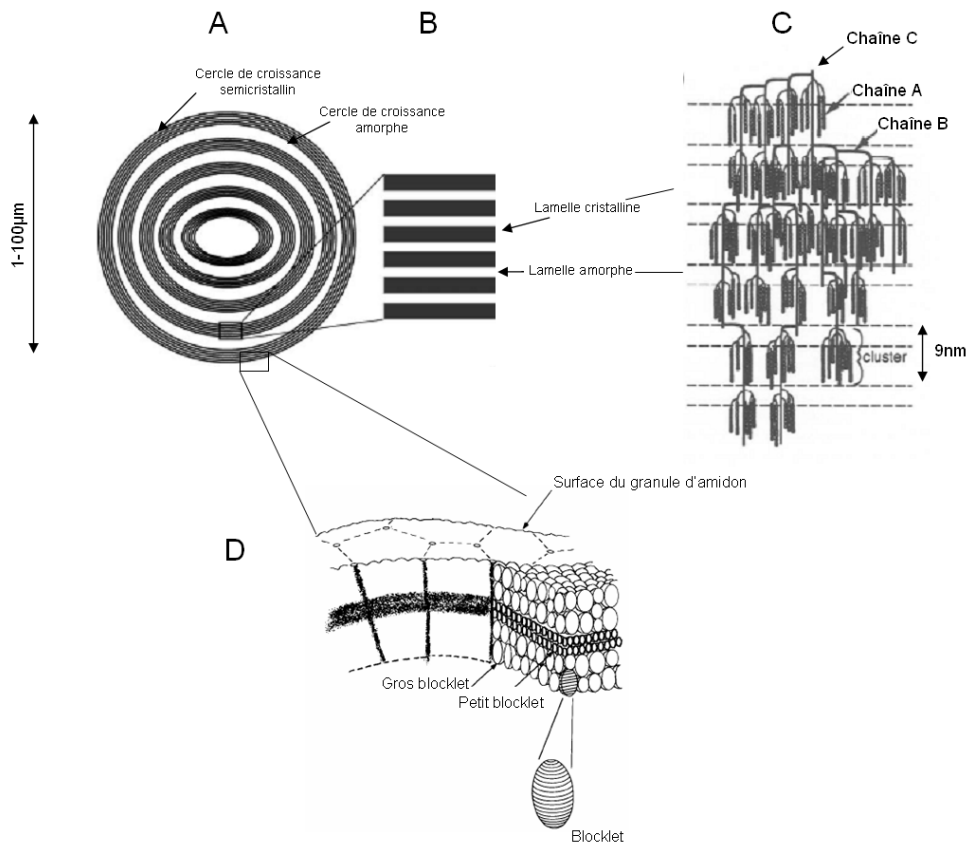 A
B
C
Cercle de croissance
semicristallin
Cercle de croissance
amorphe
1-100µm
Lamelle cristalline
Lamelle amorphe
Chaîne C
Chaîne A
Chaîne B
cluster
9nm
D
Surface du granule d'amidon
Gros blocklet
Petit blocklet
Blocklet